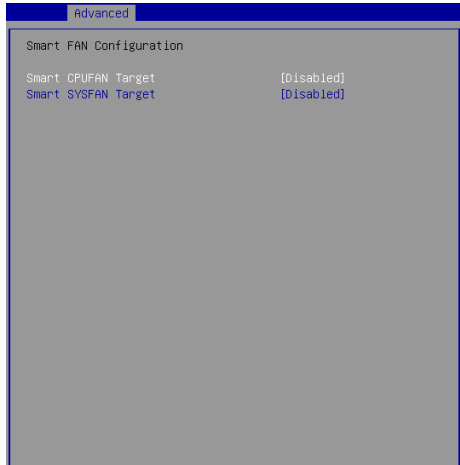 Advanced
Smart FAN Configuration
Smart CPUFAN Target [Disabled]
Smart SYSFAN Target [Disabled]